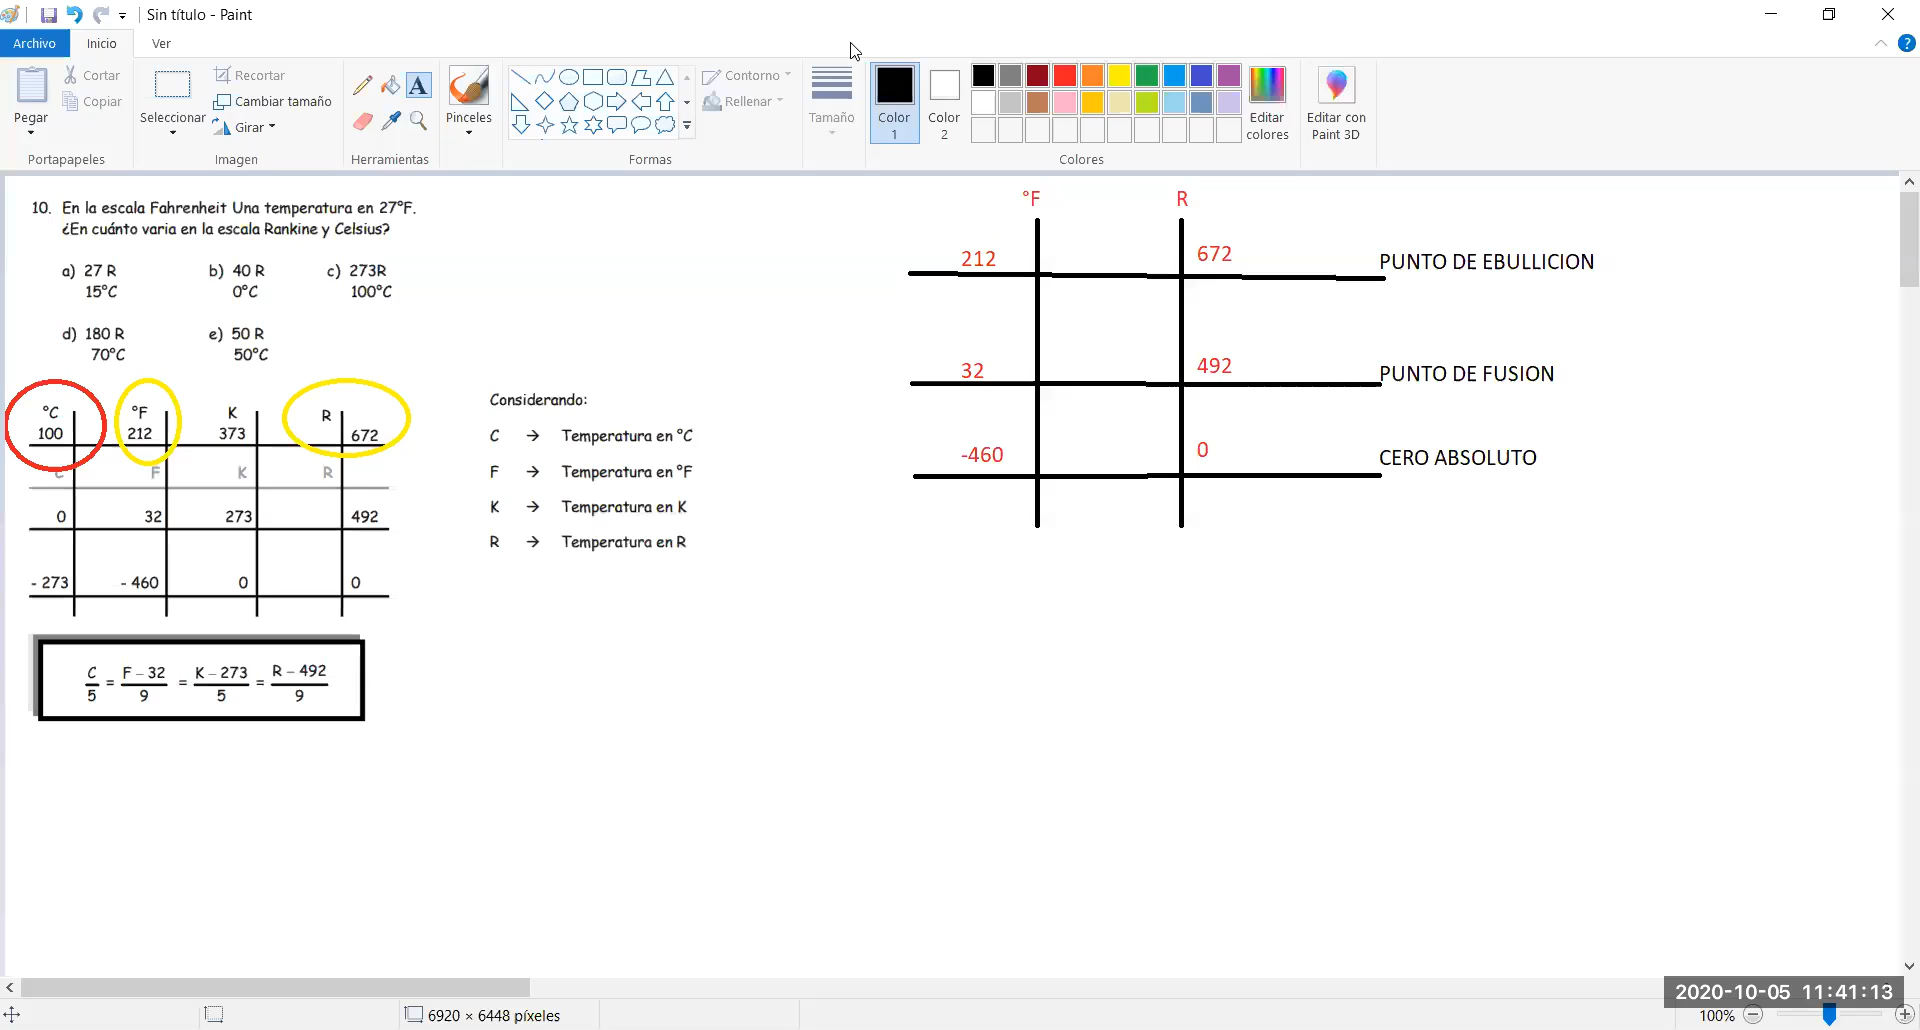 Sin título - Paint
Archivo
Inicio
Ver
Pegar
Cortar
Copiar
Portapapeles
Seleccionar
Recortar
Cambiar tamaño
Girar
Imagen
A
Herramientas
Pinceles
Contorno
Rellenar
Formas
Tamaño
Color
1
Color
2
Editar
colores
Editar con
Paint 3D
Colores
10. En la escala Fahrenheit Una temperatura en 27°F.
¿En cuánto varia en la escala Rankine y Celsius?
a) 27 R b) 40 R c) 273R
15°C 0°C 100°C
d) 180 R e) 50 R
70°C 50°C
°C °F K R
100 212 373 672
C F K R
0 32 273 492
- 273 - 460 0 0
C/5 = F - 32/9 = K - 273/5 = R - 492/9
Considerando:
C → Temperatura en °C
F → Temperatura en °F
K → Temperatura en K
R → Temperatura en R
°F R
212 672 PUNTO DE EBULLICION
32 492 PUNTO DE FUSION
-460 0 CERO ABSOLUTO
6920 × 6448 píxeles
2020-10-05 11:41:13
100%